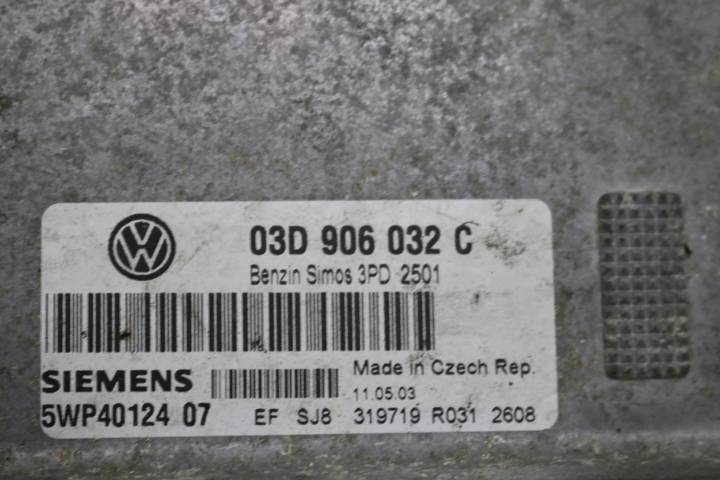 03D 906 032 C
Benzin Simos 3PD 2501
SIEMENS
Made in Czech Rep.
11.05.03
5WP40124 07 EF SJ8 319719 R031 2608